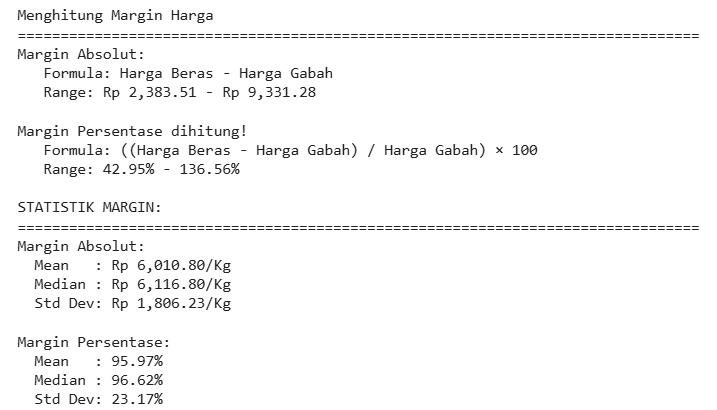 Menghitung Margin Harga
================================================================================
Margin Absolut:
   Formula: Harga Beras - Harga Gabah
   Range: Rp 2,383.51 - Rp 9,331.28

Margin Persentase dihitung!
   Formula: ((Harga Beras - Harga Gabah) / Harga Gabah) × 100
   Range: 42.95% - 136.56%

STATISTIK MARGIN:
================================================================================
Margin Absolut:
  Mean   : Rp 6,010.80/Kg
  Median : Rp 6,116.80/Kg
  Std Dev: Rp 1,806.23/Kg

Margin Persentase:
  Mean   : 95.97%
  Median : 96.62%
  Std Dev: 23.17%